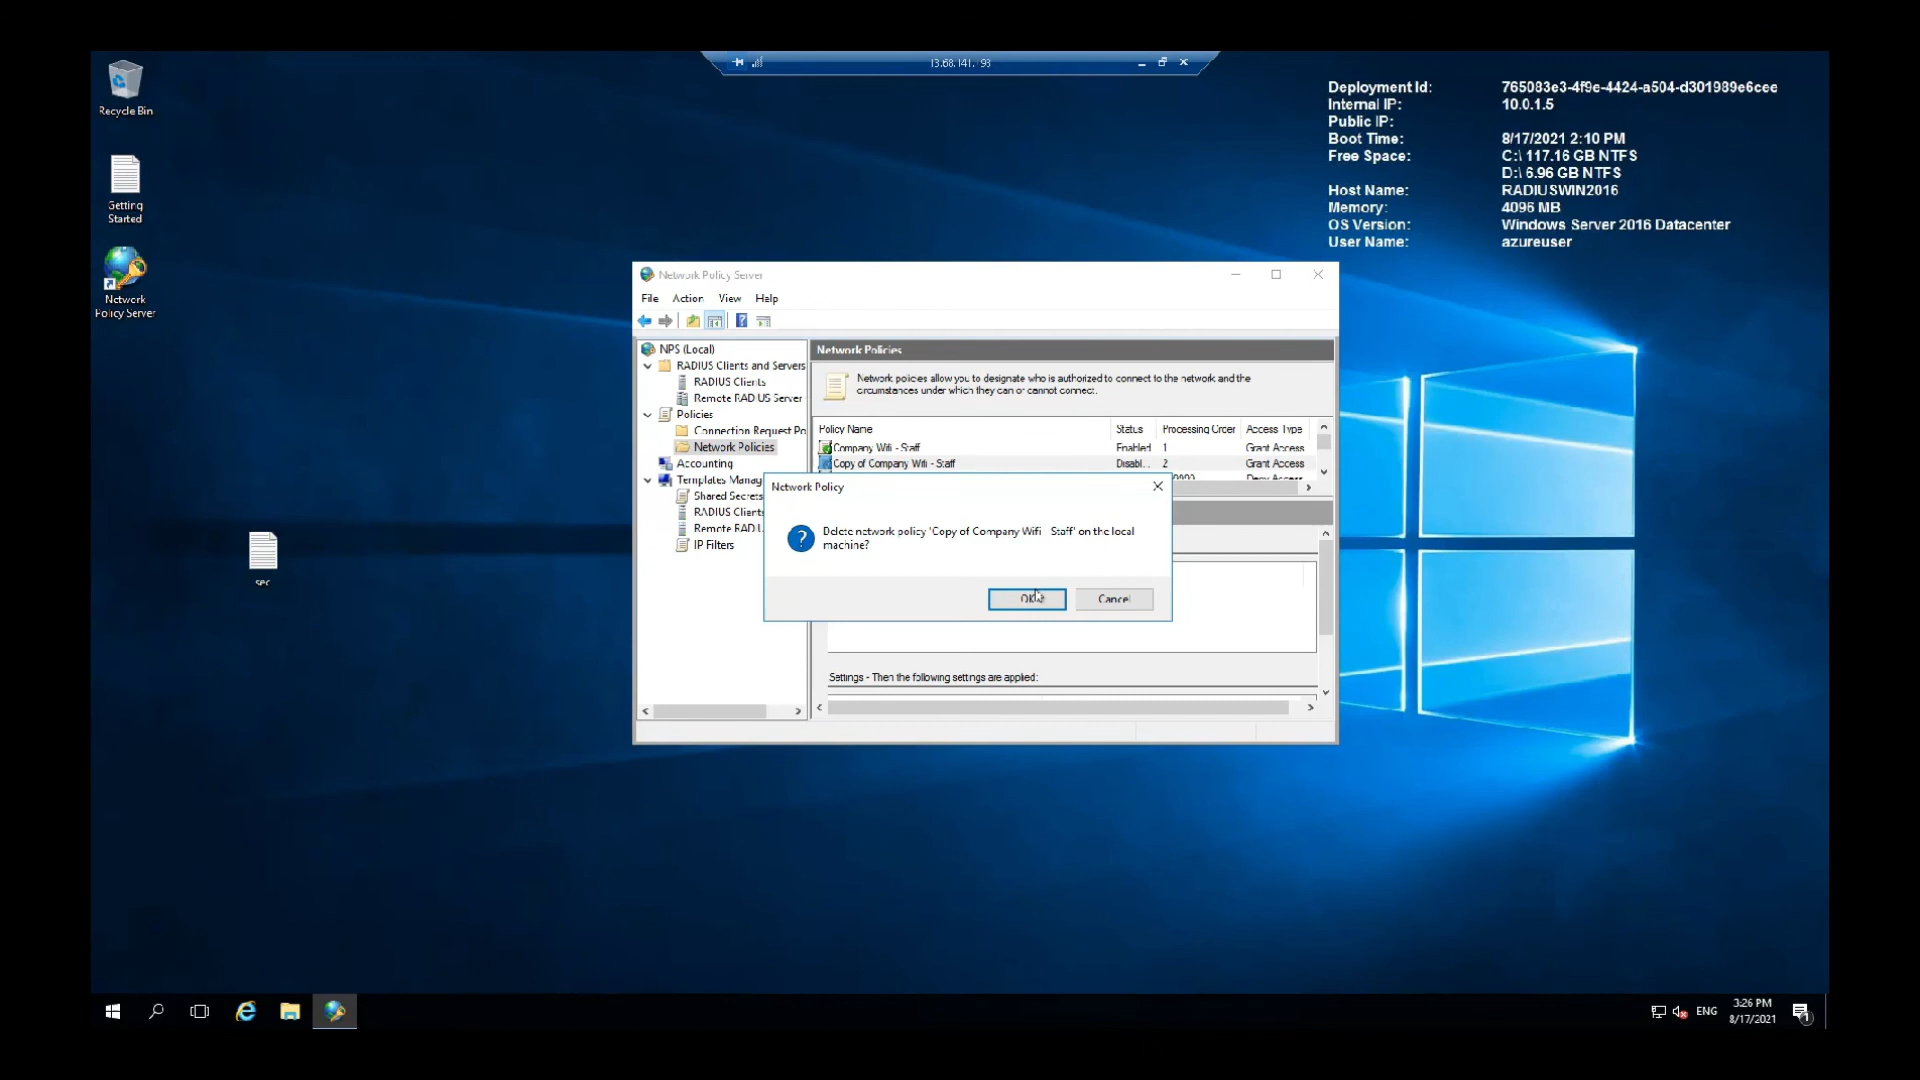 13.68.141.193
Recycle Bin
Getting
Started
Network
Policy Server
sec
Deployment Id: 765083e3-4f9e-4424-a504-d301989e6cee
Internal IP: 10.0.1.5
Public IP:
Boot Time: 8/17/2021 2:10 PM
Free Space: C:\ 117.16 GB NTFS
D:\ 6.96 GB NTFS
Host Name: RADIUSWIN2016
Memory: 4096 MB
OS Version: Windows Server 2016 Datacenter
User Name: azureuser
Network Policy Server
File Action View Help
NPS (Local)
RADIUS Clients and Servers
RADIUS Clients
Remote RADIUS Server
Policies
Connection Request Po
Network Policies
Accounting
Templates Manag
Shared Secrets
RADIUS Clients
Remote RADIU
IP Filters
Network Policies
Network policies allow you to designate who is authorized to connect to the network and the
circumstances under which they can or cannot connect.
Policy Name Status Processing Order Access Type
Company Wifi - Staff Enabled 1 Grant Access
Copy of Company Wifi - Staff Disabl... 2 Grant Access
Deny Access
Network Policy
Delete network policy 'Copy of Company Wifi - Staff' on the local
machine?
OK Cancel
Settings - Then the following settings are applied:
ENG
3:26 PM
8/17/2021
1